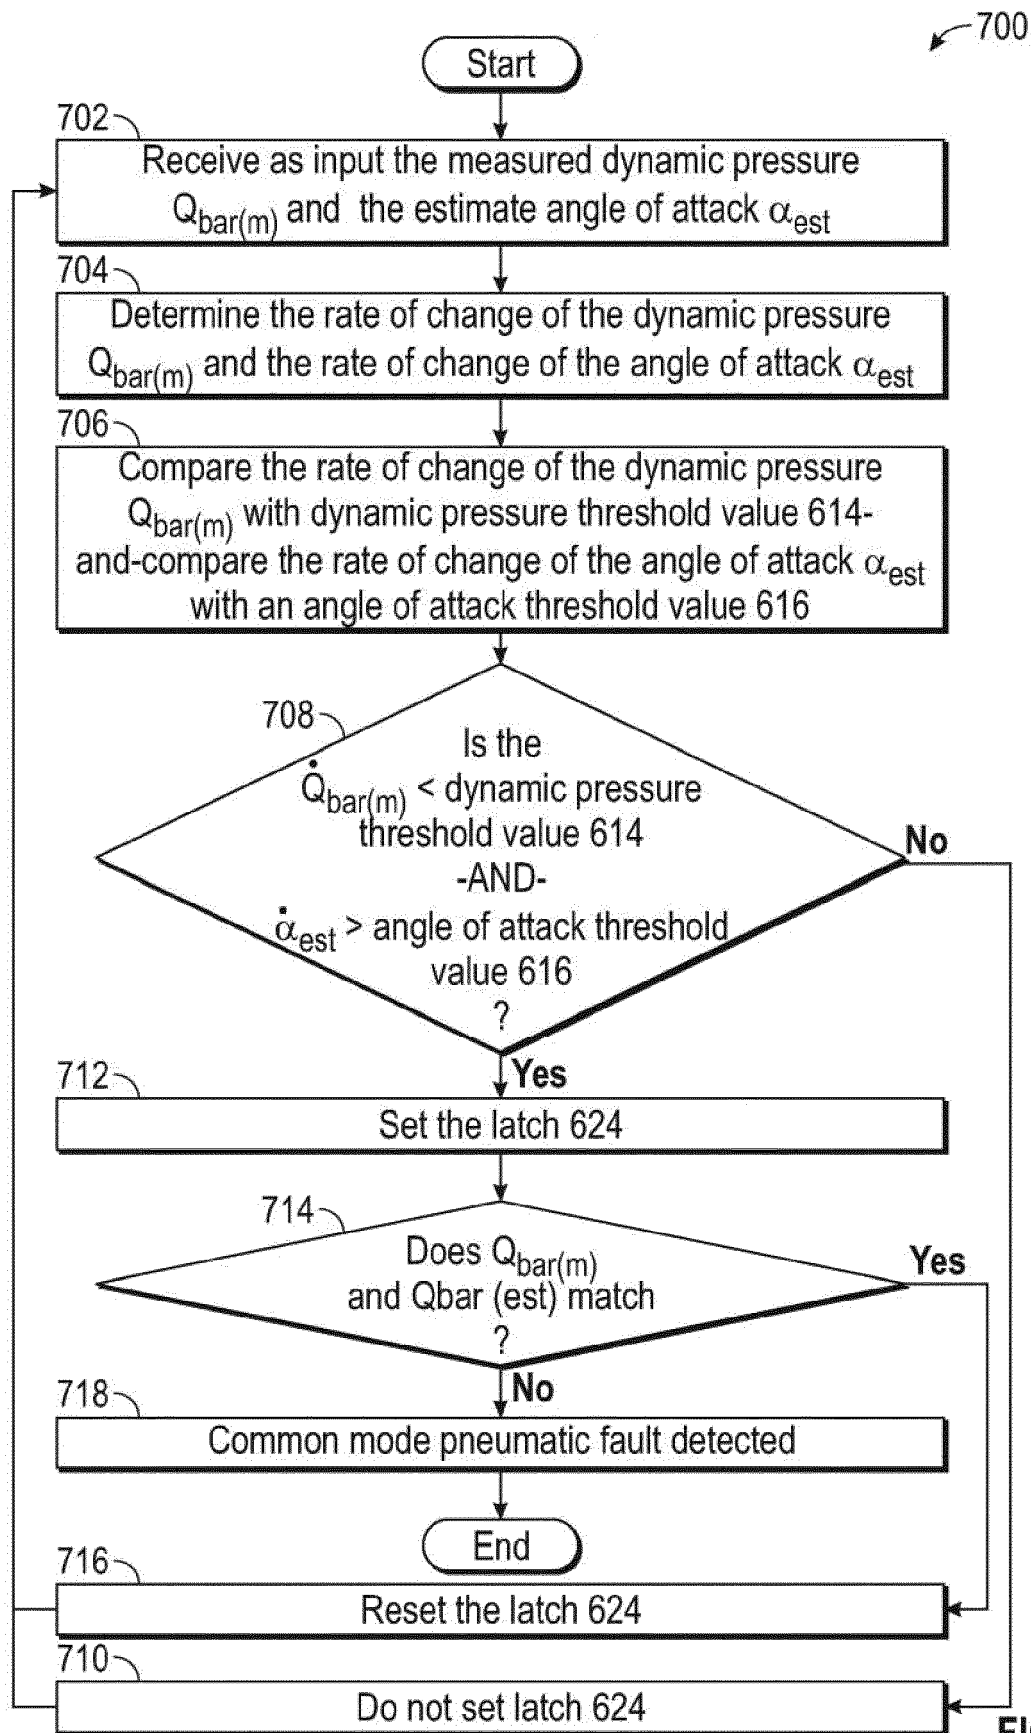 700
Start
702
Receive as input the measured dynamic pressure
Qbar(m) and the estimate angle of attack αest
704
Determine the rate of change of the dynamic pressure
Qbar(m) and the rate of change of the angle of attack αest
706
Compare the rate of change of the dynamic pressure
Qbar(m) with dynamic pressure threshold value 614-
and-compare the rate of change of the angle of attack αest
with an angle of attack threshold value 616
708
Is the
Q̇bar(m) < dynamic pressure
threshold value 614
-AND-
α̇est > angle of attack threshold
value 616
?
No
Yes
712
Set the latch 624
714
Does Qbar(m)
and Qbar (est) match
?
Yes
No
718
Common mode pneumatic fault detected
End
716
Reset the latch 624
710
Do not set latch 624